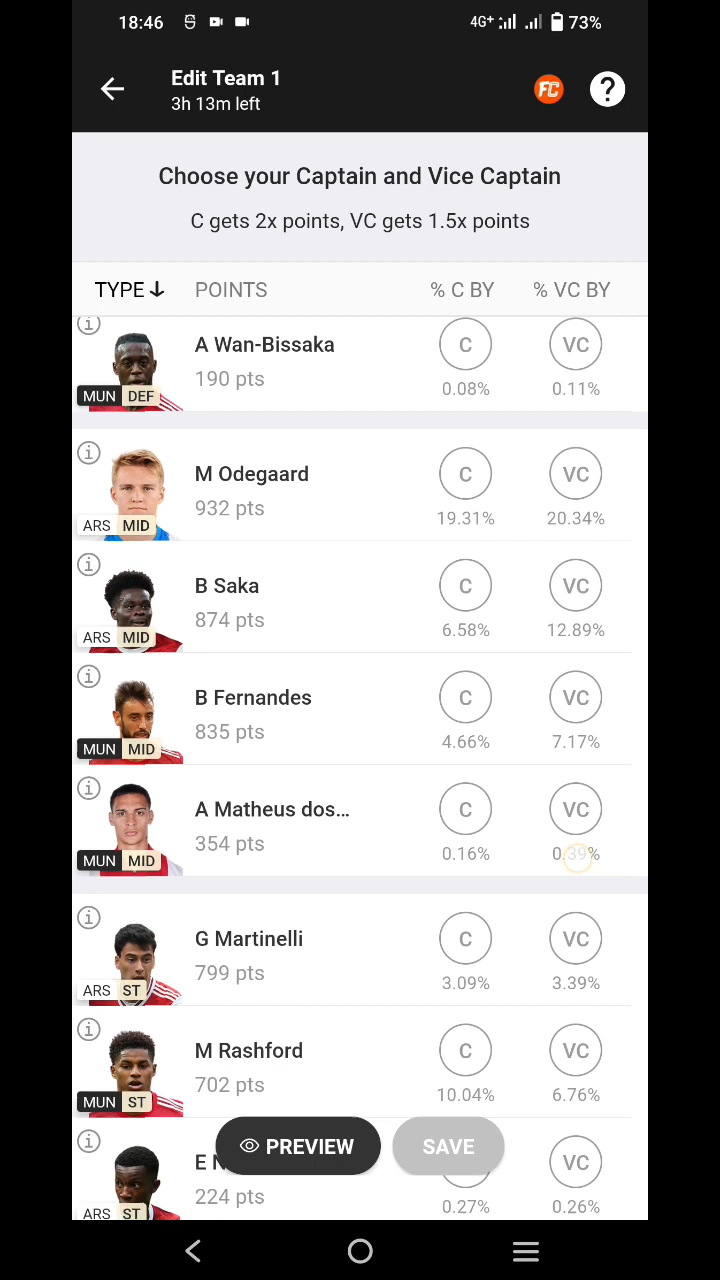 18:46
4G+ 73%
Edit Team 1
3h 13m left
FC ?
Choose your Captain and Vice Captain
C gets 2x points, VC gets 1.5x points
TYPE POINTS % C BY % VC BY
A Wan-Bissaka C VC
190 pts 0.08% 0.11%
MUN DEF
M Odegaard C VC
932 pts 19.31% 20.34%
ARS MID
B Saka C VC
874 pts 6.58% 12.89%
ARS MID
B Fernandes C VC
835 pts 4.66% 7.17%
MUN MID
A Matheus dos... C VC
354 pts 0.16% 0.39%
MUN MID
G Martinelli C VC
799 pts 3.09% 3.39%
ARS ST
M Rashford C VC
702 pts 10.04% 6.76%
MUN ST
PREVIEW SAVE
E VC
224 pts 0.27% 0.26%
ARS ST